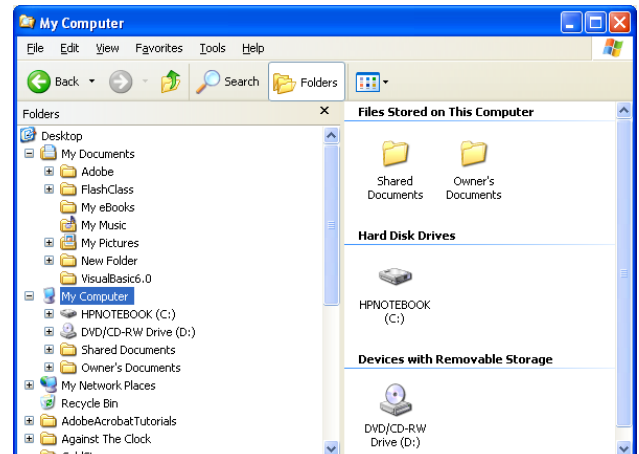 My Computer
File Edit View Favorites Tools Help
Back Search Folders
Folders
Desktop
My Documents
Adobe
FlashClass
My eBooks
My Music
My Pictures
New Folder
VisualBasic6.0
My Computer
HPNOTEBOOK (C:)
DVD/CD-RW Drive (D:)
Shared Documents
Owner's Documents
My Network Places
Recycle Bin
AdobeAcrobatTutorials
Against The Clock
Files Stored on This Computer
Shared
Documents
Owner's
Documents
Hard Disk Drives
HPNOTEBOOK
(C:)
Devices with Removable Storage
DVD/CD-RW
Drive (D:)